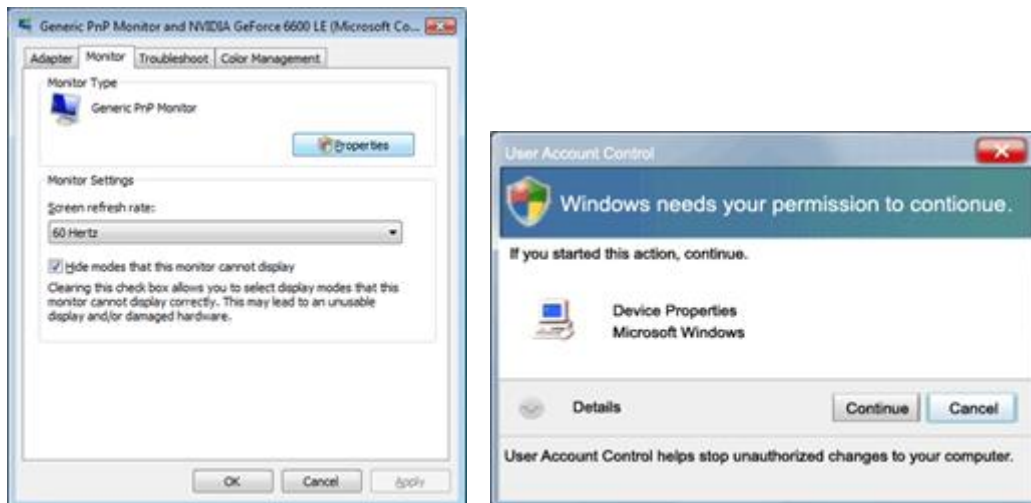 Generic PnP Monitor and NVIDIA GeForce 6600 LE (Microsoft Co...
Adapter Monitor Troubleshoot Color Management
Monitor Type
Generic PnP Monitor
Properties
Monitor Settings
Screen refresh rate:
60 Hertz
Hide modes that this monitor cannot display
Clearing this check box allows you to select display modes that this
monitor cannot display correctly. This may lead to an unusable
display and/or damaged hardware.
OK Cancel Apply
User Account Control
Windows needs your permission to contionue.
If you started this action, continue.
Device Properties
Microsoft Windows
Details Continue Cancel
User Account Control helps stop unauthorized changes to your computer.